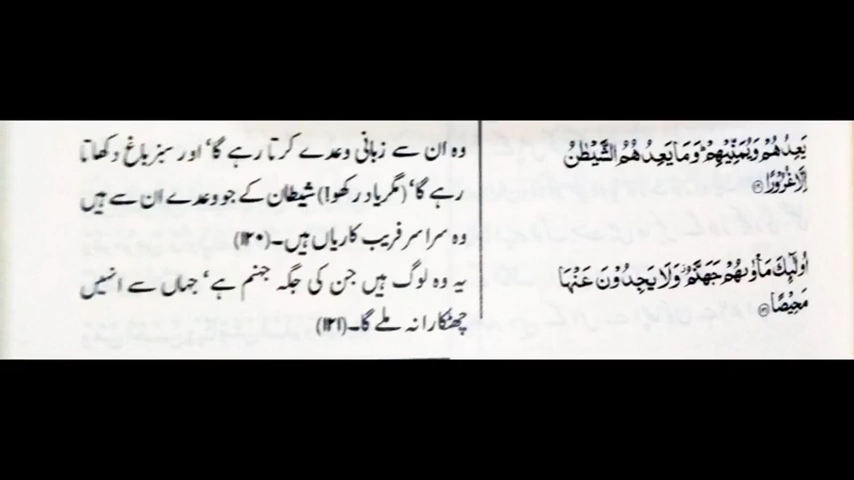 يَعِدُهُمْ وَيُمَنِّيهِمْ ۖ وَمَا يَعِدُهُمُ الشَّيْطٰنُ
اِلَّا غُرُوْرًا ﴿۱۲۰﴾
اُولٰٓئِكَ مَاْوٰىهُمْ جَهَنَّمُ ۖ وَلَا يَجِدُوْنَ عَنْهَا
مَحِيْصًا ﴿۱۲۱﴾
وہ ان سے زبانی وعدے کرتا رہے گا‘ اور سبز باغ دکھاتا
رہے گا‘ (مگر یاد رکھو!) شیطان کے جو وعدے ان سے ہیں
وہ سراسر فریب کاریاں ہیں۔ (۱۲۰)
یہ وہ لوگ ہیں جن کی جگہ جہنم ہے‘ جہاں سے انہیں
چھٹکارا نہ ملے گا۔ (۱۲۱)